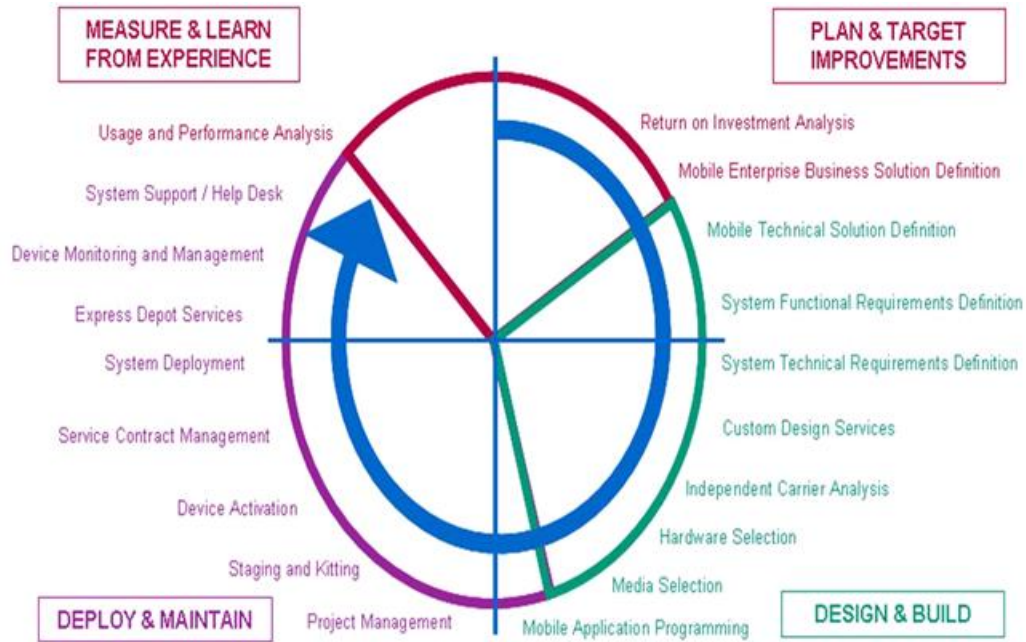 MEASURE & LEARN
FROM EXPERIENCE
PLAN & TARGET
IMPROVEMENTS
Return on Investment Analysis
Mobile Enterprise Business Solution Definition
Mobile Technical Solution Definition
System Functional Requirements Definition
System Technical Requirements Definition
Custom Design Services
Independent Carrier Analysis
Hardware Selection
Media Selection
Mobile Application Programming
DESIGN & BUILD
Usage and Performance Analysis
System Support / Help Desk
Device Monitoring and Management
Express Depot Services
System Deployment
Service Contract Management
Device Activation
Staging and Kitting
Project Management
DEPLOY & MAINTAIN